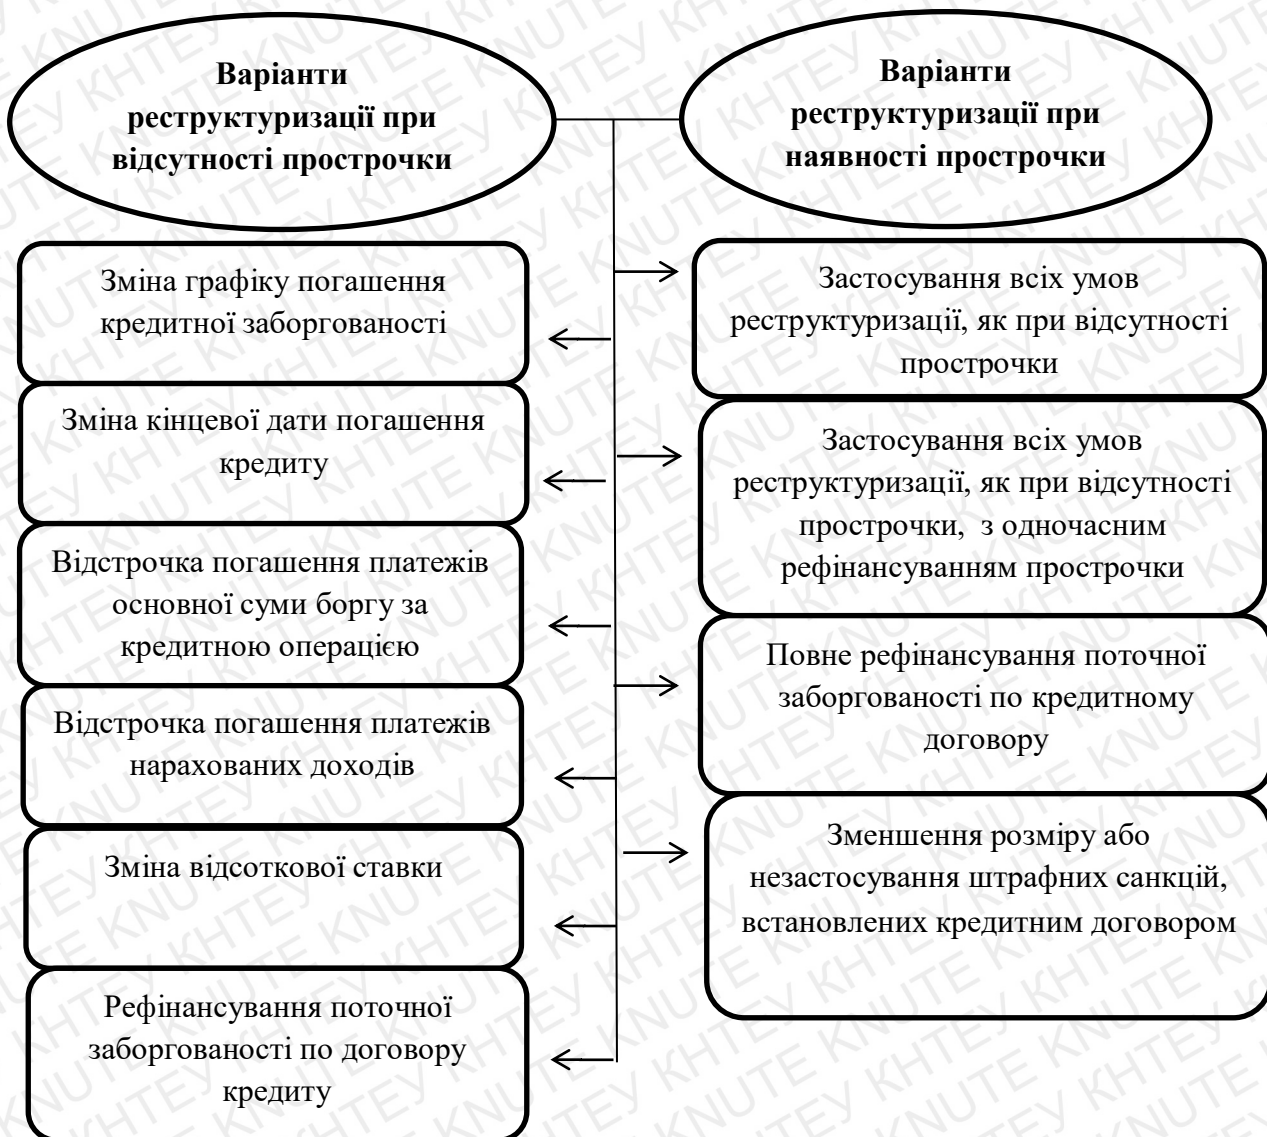 Варіанти
реструктуризації при
відсутності прострочки
Варіанти
реструктуризації при
наявності прострочки
Зміна графіку погашення
кредитної заборгованості
Зміна кінцевої дати погашення
кредиту
Відстрочка погашення платежів
основної суми боргу за
кредитною операцією
Відстрочка погашення платежів
нарахованих доходів
Зміна відсоткової ставки
Рефінансування поточної
заборгованості по договору
кредиту
Застосування всіх умов
реструктуризації, як при відсутності
прострочки
Застосування всіх умов
реструктуризації, як при відсутності
прострочки, з одночасним
рефінансуванням прострочки
Повне рефінансування поточної
заборгованості по кредитному
договору
Зменшення розміру або
незастосування штрафних санкцій,
встановлених кредитним договором